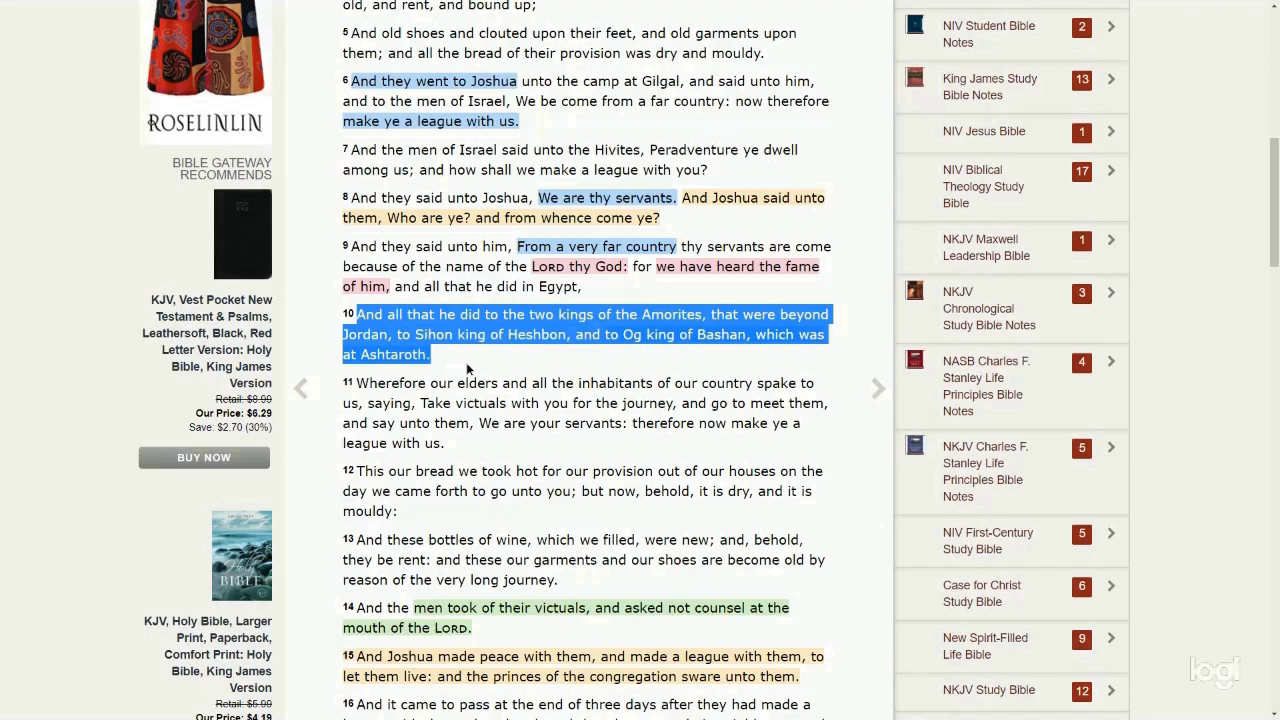 ROSELINLIN
BIBLE GATEWAY
RECOMMENDS
KJV, Vest Pocket New
Testament & Psalms,
Leathersoft, Black, Red
Letter Version: Holy
Bible, King James
Version
Retail: $8.99
Our Price: $6.29
Save: $2.70 (30%)
BUY NOW
Holy
BIBLE
KJV, Holy Bible, Larger
Print, Paperback,
Comfort Print: Holy
Bible, King James
Version
Retail: $5.99
Our Price: $4.19
old, and rent, and bound up;
5 And old shoes and clouted upon their feet, and old garments upon
them; and all the bread of their provision was dry and mouldy.
6 And they went to Joshua unto the camp at Gilgal, and said unto him,
and to the men of Israel, We be come from a far country: now therefore
make ye a league with us.
7 And the men of Israel said unto the Hivites, Peradventure ye dwell
among us; and how shall we make a league with you?
8 And they said unto Joshua, We are thy servants. And Joshua said unto
them, Who are ye? and from whence come ye?
9 And they said unto him, From a very far country thy servants are come
because of the name of the LORD thy God: for we have heard the fame
of him, and all that he did in Egypt,
10 And all that he did to the two kings of the Amorites, that were beyond
Jordan, to Sihon king of Heshbon, and to Og king of Bashan, which was
at Ashtaroth.
11 Wherefore our elders and all the inhabitants of our country spake to
us, saying, Take victuals with you for the journey, and go to meet them,
and say unto them, We are your servants: therefore now make ye a
league with us.
12 This our bread we took hot for our provision out of our houses on the
day we came forth to go unto you; but now, behold, it is dry, and it is
mouldy:
13 And these bottles of wine, which we filled, were new; and, behold,
they be rent: and these our garments and our shoes are become old by
reason of the very long journey.
14 And the men took of their victuals, and asked not counsel at the
mouth of the LORD.
15 And Joshua made peace with them, and made a league with them, to
let them live: and the princes of the congregation sware unto them.
16 And it came to pass at the end of three days after they had made a
NIV Student Bible
Notes
2
King James Study
Bible Notes
13
NIV Jesus Bible
1
NIV Biblical
Theology Study
Bible
17
NKJV Maxwell
Leadership Bible
1
NKJV
Chronological
Study Bible Notes
3
NASB Charles F.
Stanley Life
Principles Bible
Notes
4
NKJV Charles F.
Stanley Life
Principles Bible
Notes
5
NIV First-Century
Study Bible
5
Case for Christ
Study Bible
6
New Spirit-Filled
Life Bible
9
NKJV Study Bible
12
logi